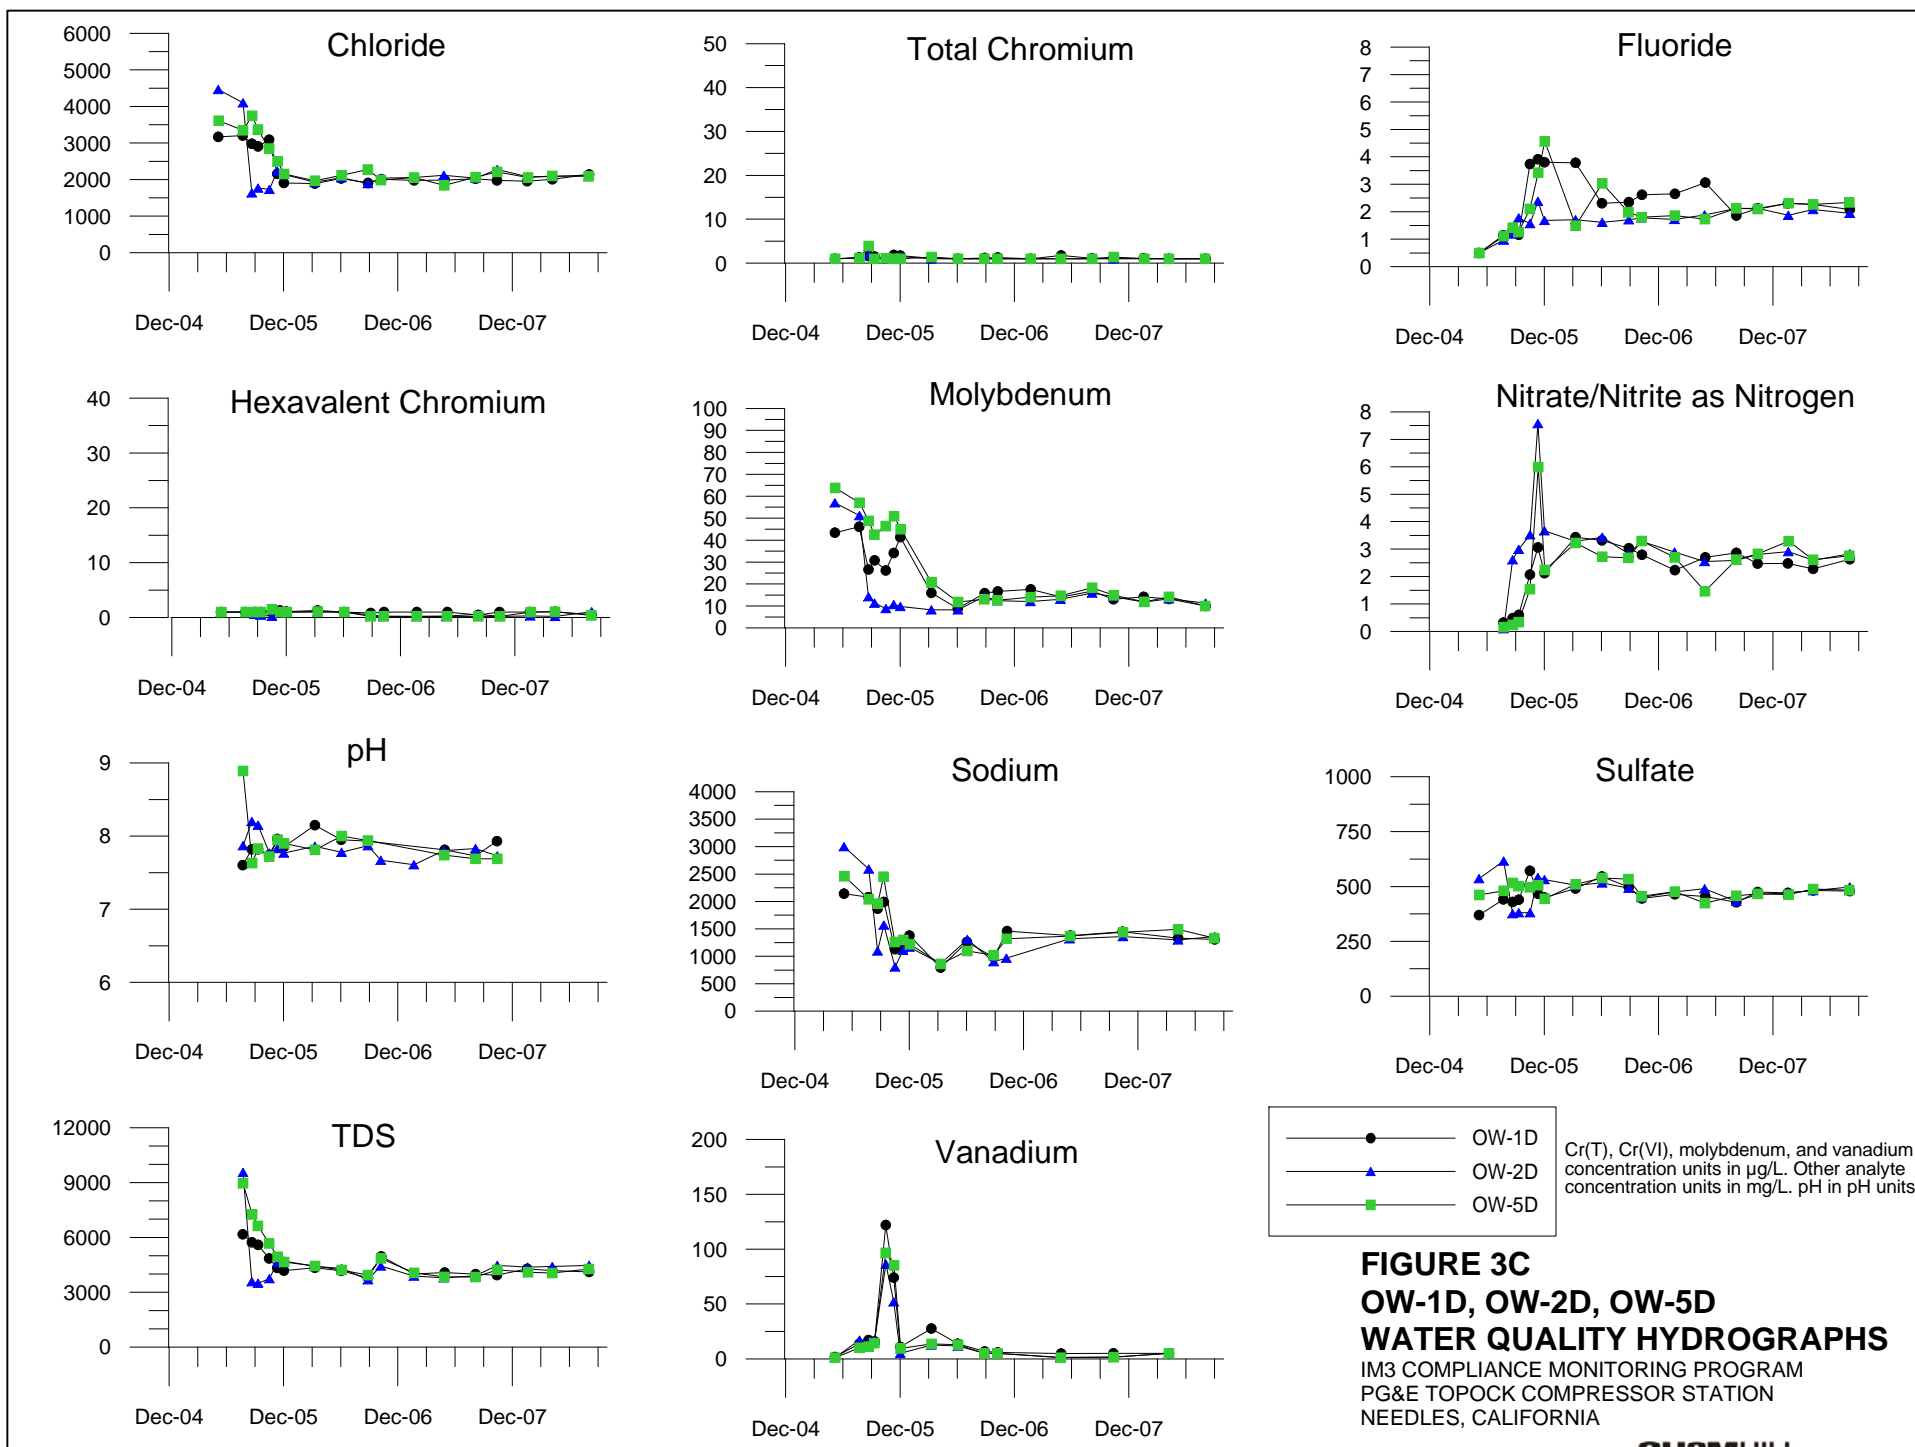 Chloride
6000
5000
4000
3000
2000
1000
0
Dec-04 Dec-05 Dec-06 Dec-07
Total Chromium
50
40
30
20
10
0
Dec-04 Dec-05 Dec-06 Dec-07
Fluoride
8
7
6
5
4
3
2
1
0
Dec-04 Dec-05 Dec-06 Dec-07
Hexavalent Chromium
40
30
20
10
0
Dec-04 Dec-05 Dec-06 Dec-07
Molybdenum
100
90
80
70
60
50
40
30
20
10
0
Dec-04 Dec-05 Dec-06 Dec-07
Nitrate/Nitrite as Nitrogen
8
7
6
5
4
3
2
1
0
Dec-04 Dec-05 Dec-06 Dec-07
pH
9
8
7
6
Dec-04 Dec-05 Dec-06 Dec-07
Sodium
4000
3500
3000
2500
2000
1500
1000
500
0
Dec-04 Dec-05 Dec-06 Dec-07
Sulfate
1000
750
500
250
0
Dec-04 Dec-05 Dec-06 Dec-07
TDS
12000
9000
6000
3000
0
Dec-04 Dec-05 Dec-06 Dec-07
Vanadium
200
150
100
50
0
Dec-04 Dec-05 Dec-06 Dec-07
OW-1D
OW-2D
OW-5D
Cr(T), Cr(VI), molybdenum, and vanadium
concentration units in µg/L. Other analyte
concentration units in mg/L. pH in pH units
FIGURE 3C
OW-1D, OW-2D, OW-5D
WATER QUALITY HYDROGRAPHS
IM3 COMPLIANCE MONITORING PROGRAM
PG&E TOPOCK COMPRESSOR STATION
NEEDLES, CALIFORNIA